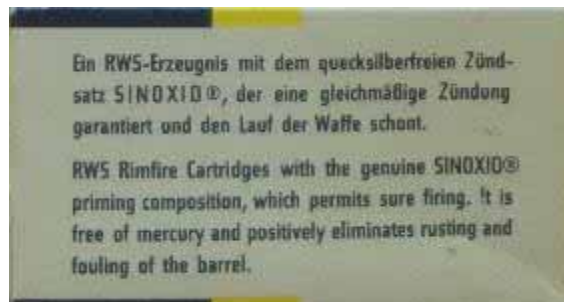 Ein RWS-Erzeugnis mit dem quecksilberfreien Zünd-
satz SINOXID®, der eine gleichmäßige Zündung
garantiert und den Lauf der Waffe schont.
RWS Rimfire Cartridges with the genuine SINOXID®
priming composition, which permits sure firing. It is
free of mercury and positively eliminates rusting and
fouling of the barrel.